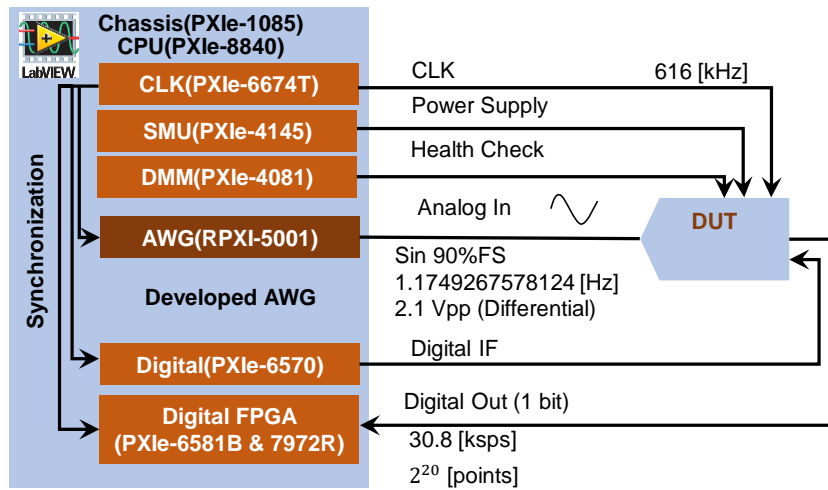 Chassis(PXIe-1085)
CPU(PXIe-8840)
LabVIEW
CLK(PXIe-6674T)
SMU(PXIe-4145)
DMM(PXIe-4081)
AWG(RPXI-5001)
Developed AWG
Digital(PXIe-6570)
Digital FPGA
(PXIe-6581B & 7972R)
Synchronization
CLK
616 [kHz]
Power Supply
Health Check
Analog In
Sin 90%FS
1.1749267578124 [Hz]
2.1 Vpp (Differential)
Digital IF
Digital Out (1 bit)
30.8 [ksps]
2²⁰ [points]
DUT